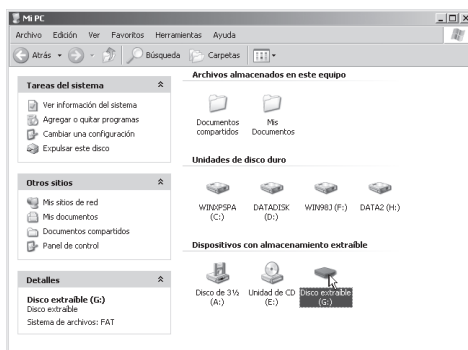 Mi PC
Archivo Edición Ver Favoritos Herramientas Ayuda
Atrás Búsqueda Carpetas
Tareas del sistema
Ver información del sistema
Agregar o quitar programas
Cambiar una configuración
Expulsar este disco
Otros sitios
Mis sitios de red
Mis documentos
Documentos compartidos
Panel de control
Detalles
Disco extraíble (G:)
Disco extraíble
Sistema de archivos: FAT
Archivos almacenados en este equipo
Documentos compartidos
Mis Documentos
Unidades de disco duro
WINXPSPA (C:)
DATADISK (D:)
WIN98J (F:)
DATA2 (H:)
Dispositivos con almacenamiento extraíble
Disco de 3½ (A:)
Unidad de CD (E:)
Disco extraíble (G:)